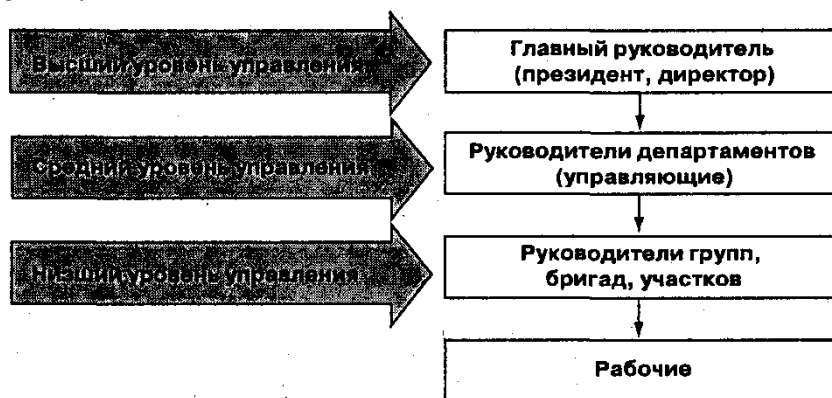 Высший уровень управления
Главный руководитель
(президент, директор)
Средний уровень управления
Руководители департаментов
(управляющие)
Низший уровень управления
Руководители групп,
бригад, участков
Рабочие